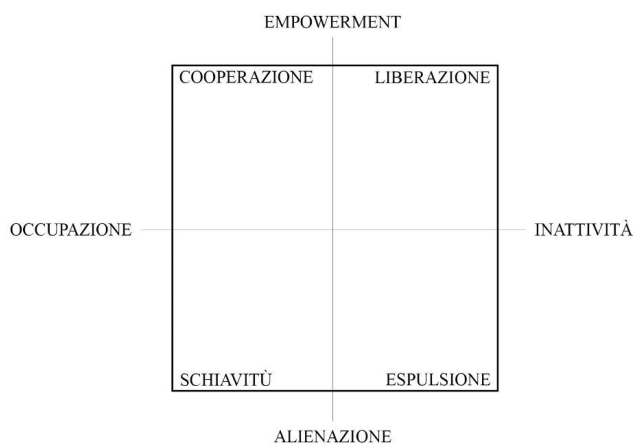 EMPOWERMENT
COOPERAZIONE LIBERAZIONE
OCCUPAZIONE INATTIVITÀ
SCHIAVITÙ ESPULSIONE
ALIENAZIONE